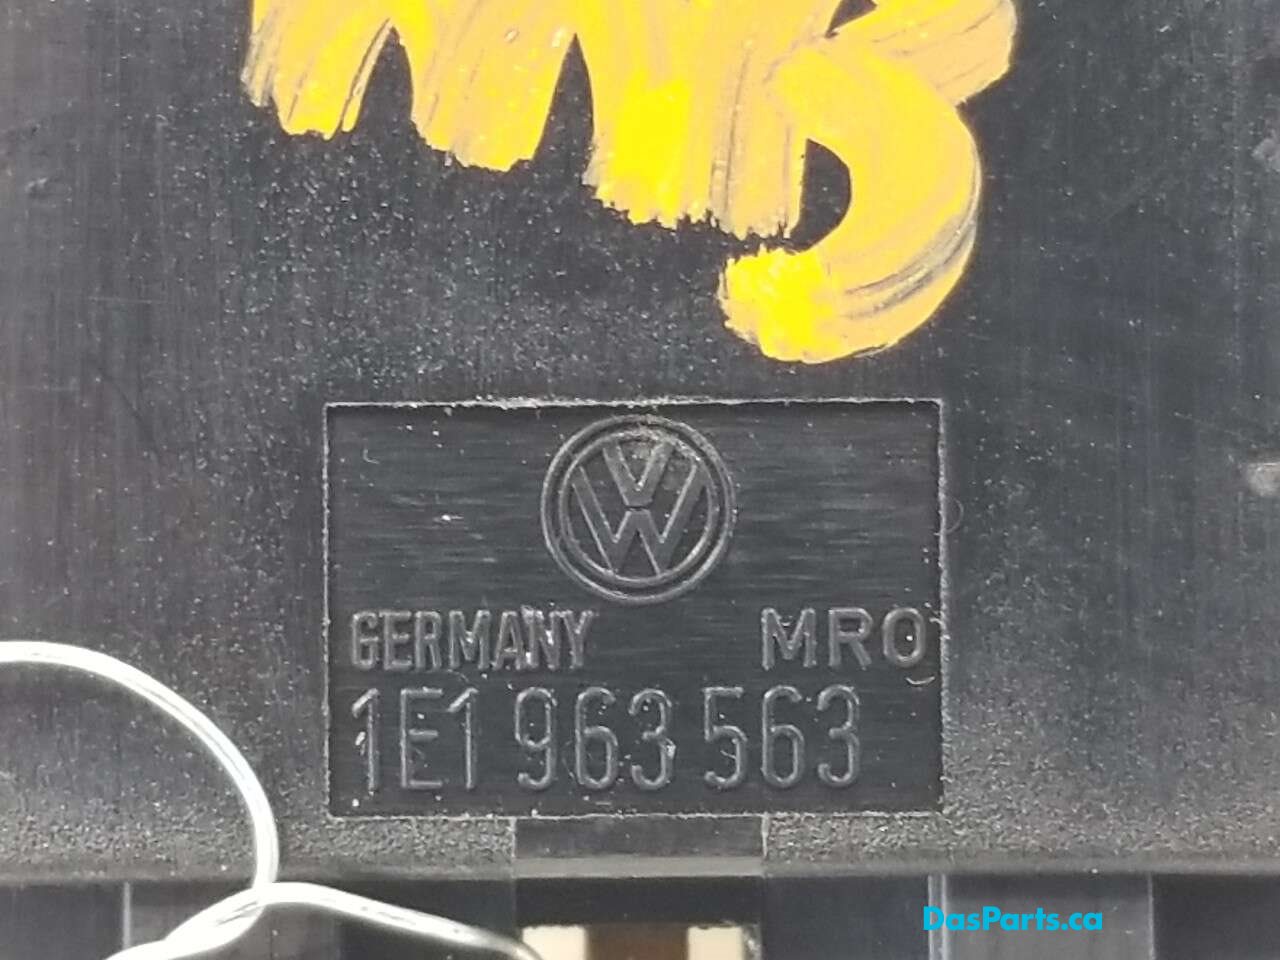 GERMANY MRO
1E1 963 563
DasParts.ca